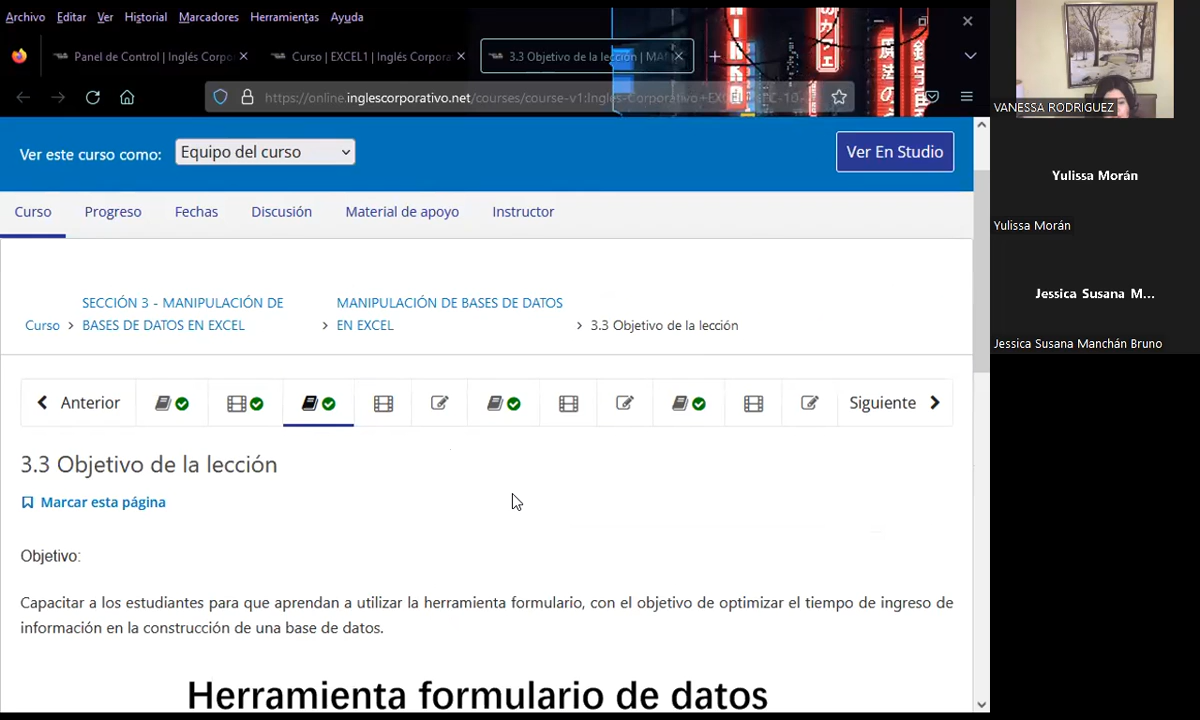 Archivo Editar Ver Historial Marcadores Herramientas Ayuda
Panel de Control | Inglés Corpo
Curso | EXCEL1 | Inglés Corpora
3.3 Objetivo de la lección | MA
https://online.inglescorporativo.net/courses/course-v1:Ingles-Corporativo+EXCEL
Ver este curso como:
Equipo del curso
Ver En Studio
Curso Progreso Fechas Discusión Material de apoyo Instructor
Curso > SECCIÓN 3 - MANIPULACIÓN DE BASES DE DATOS EN EXCEL > MANIPULACIÓN DE BASES DE DATOS EN EXCEL > 3.3 Objetivo de la lección
Anterior
Siguiente
3.3 Objetivo de la lección
Marcar esta página
Objetivo:
Capacitar a los estudiantes para que aprendan a utilizar la herramienta formulario, con el objetivo de optimizar el tiempo de ingreso de
información en la construcción de una base de datos.
Herramienta formulario de datos
VANESSA RODRIGUEZ
Yulissa Morán
Yulissa Morán
Jessica Susana M...
Jessica Susana Manchán Bruno